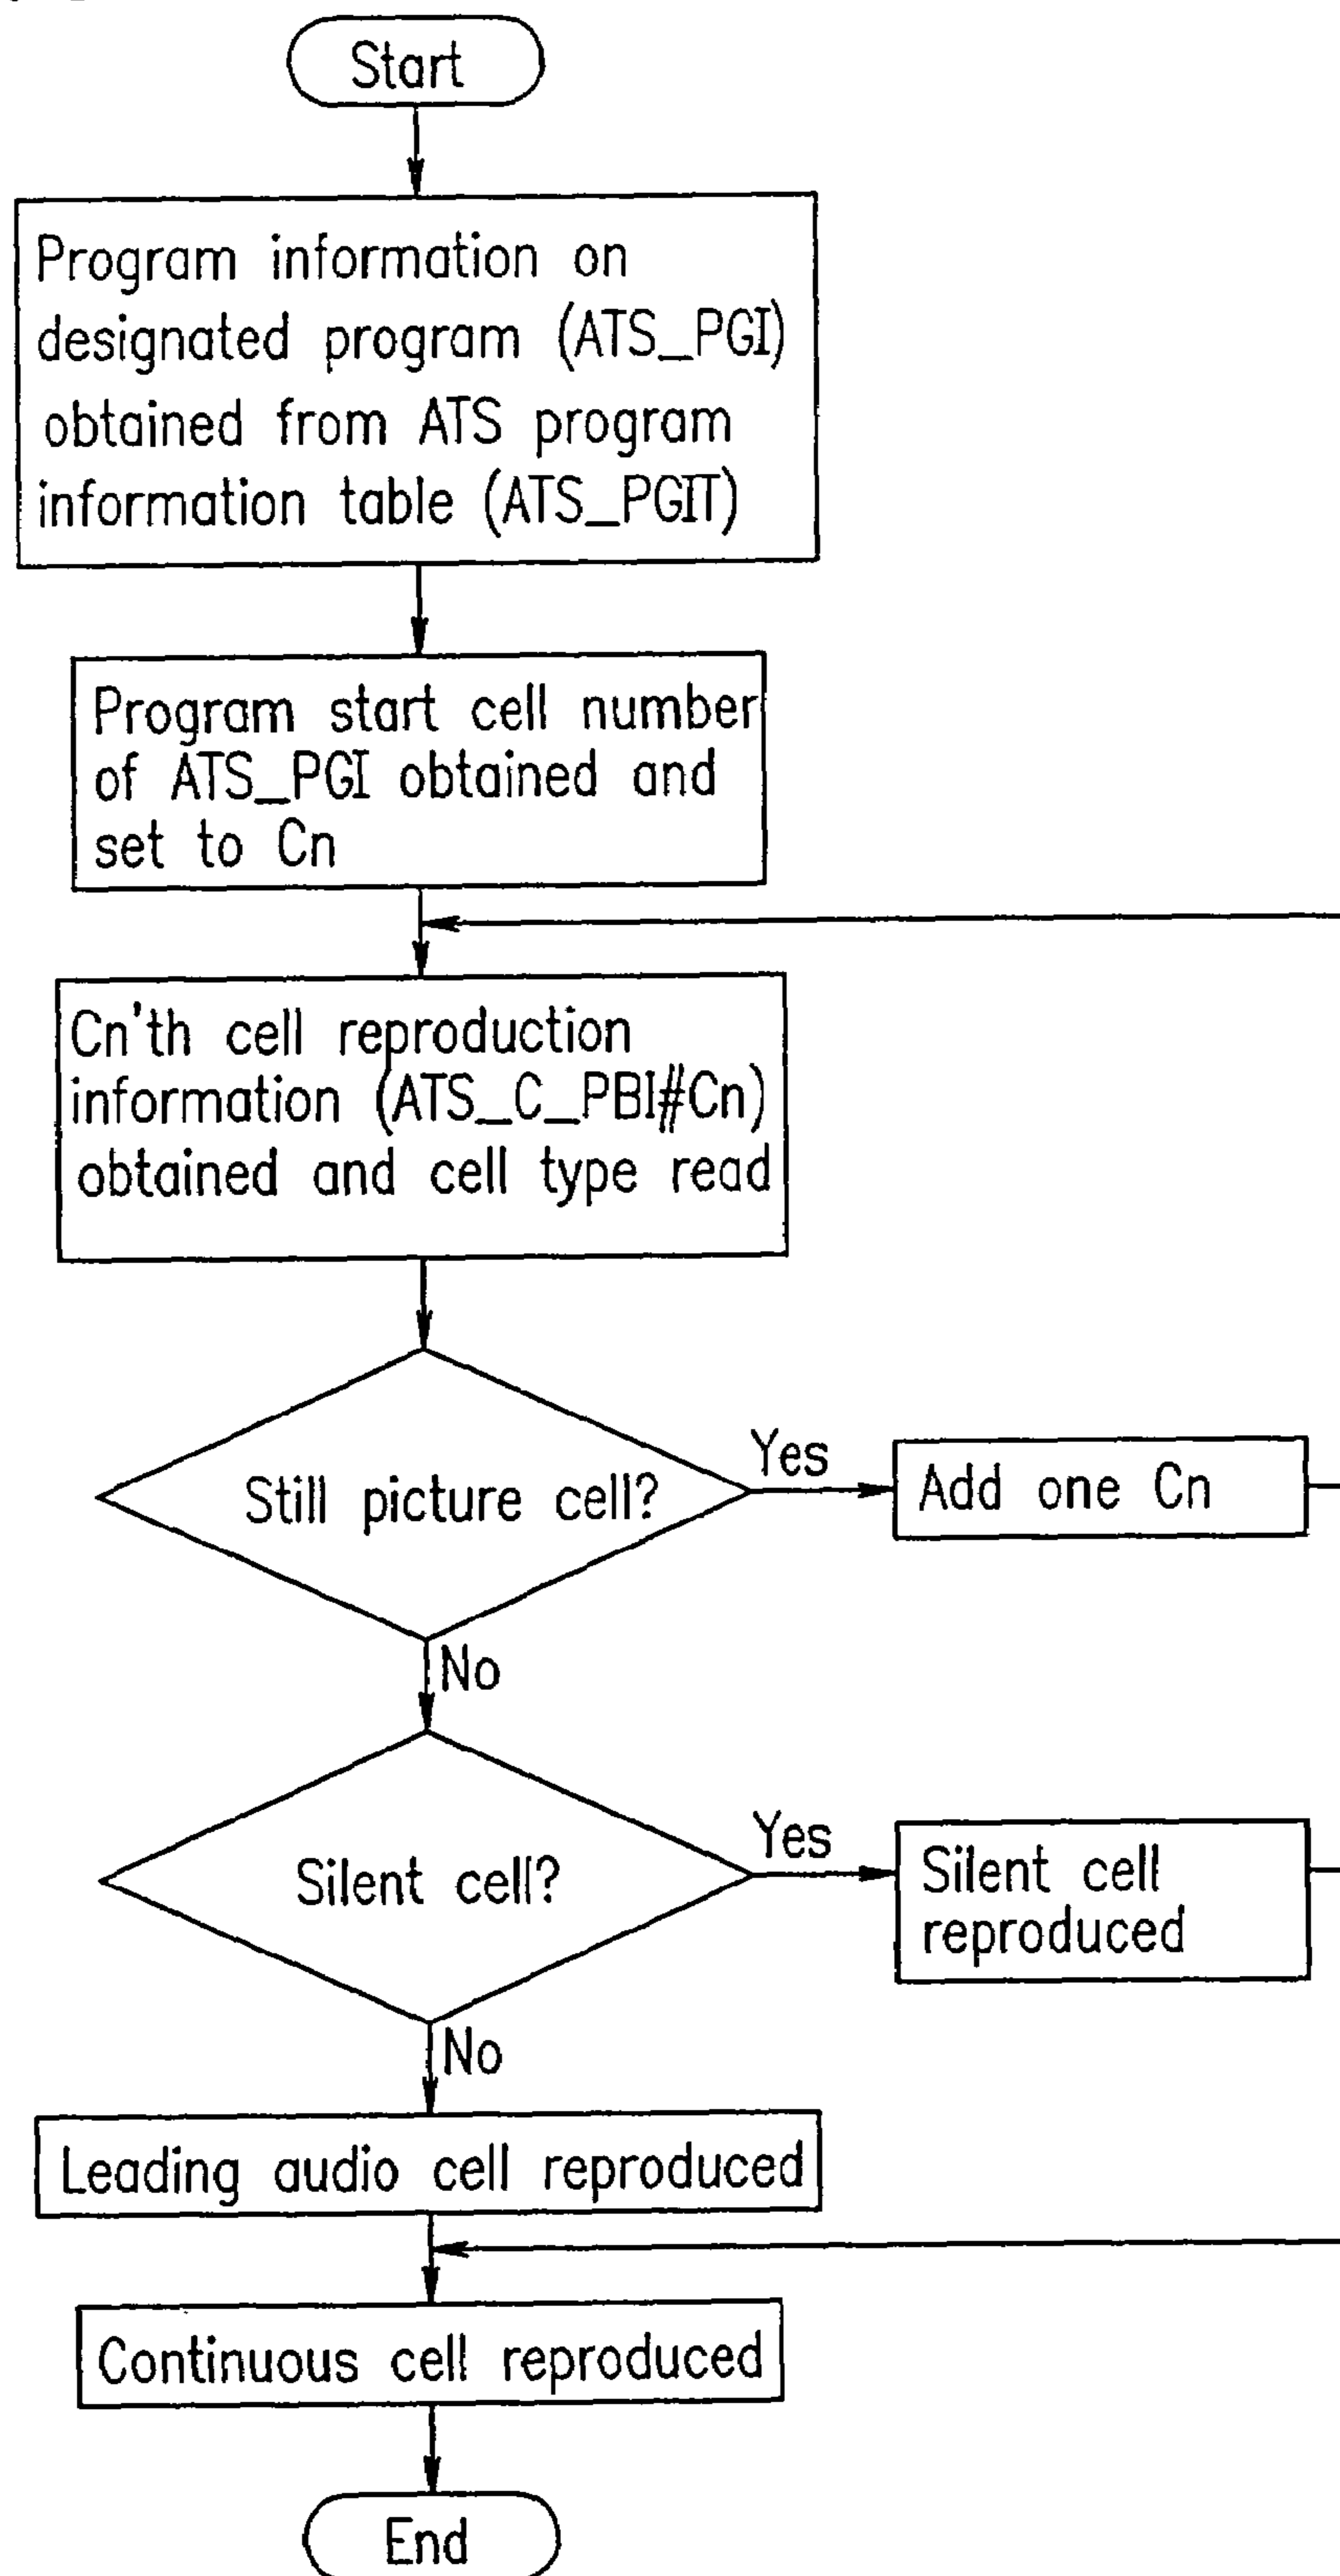 Start
Program information on
designated program (ATS_PGI)
obtained from ATS program
information table (ATS_PGIT)
Program start cell number
of ATS_PGI obtained and
set to Cn
Cn'th cell reproduction
information (ATS_C_PBI#Cn)
obtained and cell type read
Still picture cell?
Yes
Add one Cn
No
Silent cell?
Yes
Silent cell
reproduced
No
Leading audio cell reproduced
Continuous cell reproduced
End